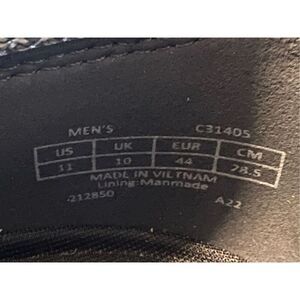 MEN'S C31405
US UK EUR CM
11 10 44 28.5
MADE IN VIETNAM
Lining: Manmade
212850 A22